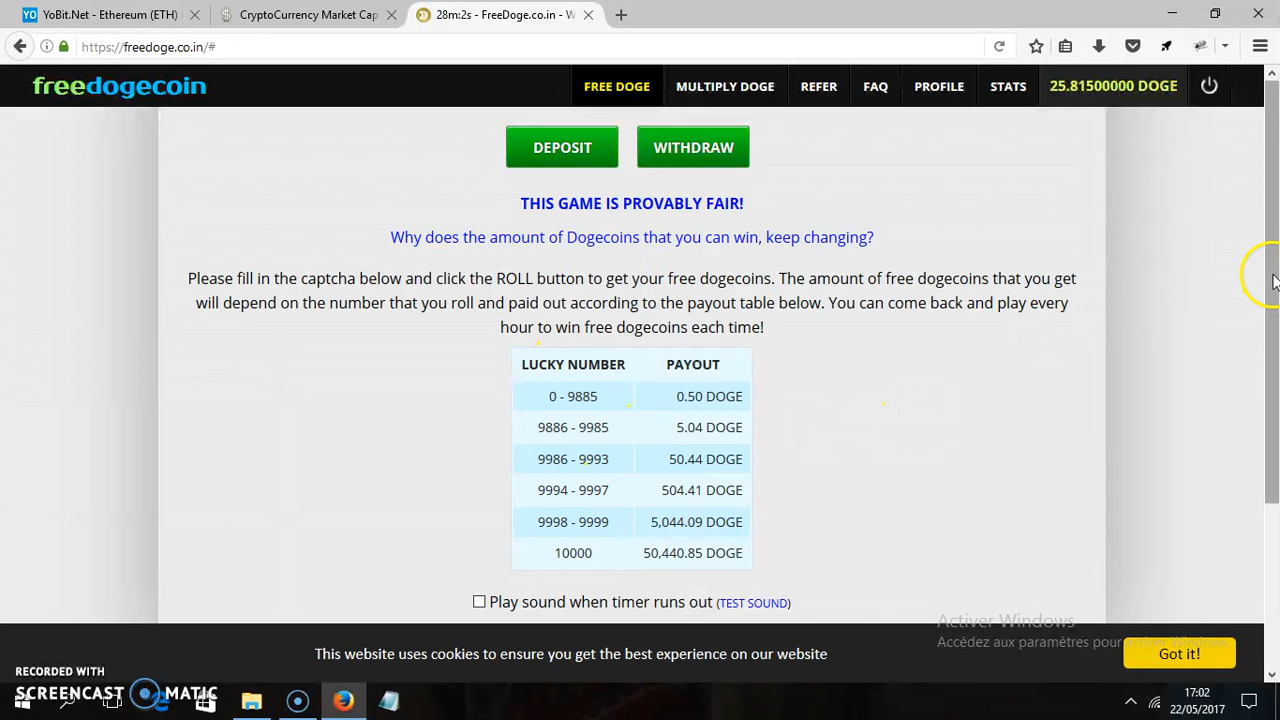 YoBit.Net - Ethereum (ETH)
CryptoCurrency Market Cap
28m:2s - FreeDoge.co.in - W
https://freedoge.co.in/#
freedogecoin
FREE DOGE
MULTIPLY DOGE
REFER
FAQ
PROFILE
STATS
25.81500000 DOGE
DEPOSIT
WITHDRAW
THIS GAME IS PROVABLY FAIR!
Why does the amount of Dogecoins that you can win, keep changing?
Please fill in the captcha below and click the ROLL button to get your free dogecoins. The amount of free dogecoins that you get
will depend on the number that you roll and paid out according to the payout table below. You can come back and play every
hour to win free dogecoins each time!
LUCKY NUMBER PAYOUT
0 - 9885 0.50 DOGE
9886 - 9985 5.04 DOGE
9986 - 9993 50.44 DOGE
9994 - 9997 504.41 DOGE
9998 - 9999 5,044.09 DOGE
10000 50,440.85 DOGE
Play sound when timer runs out (TEST SOUND)
Activer Windows
Accédez aux paramètres pour activer Windows.
This website uses cookies to ensure you get the best experience on our website
Got it!
RECORDED WITH
SCREENCAST MATIC
17:02
22/05/2017